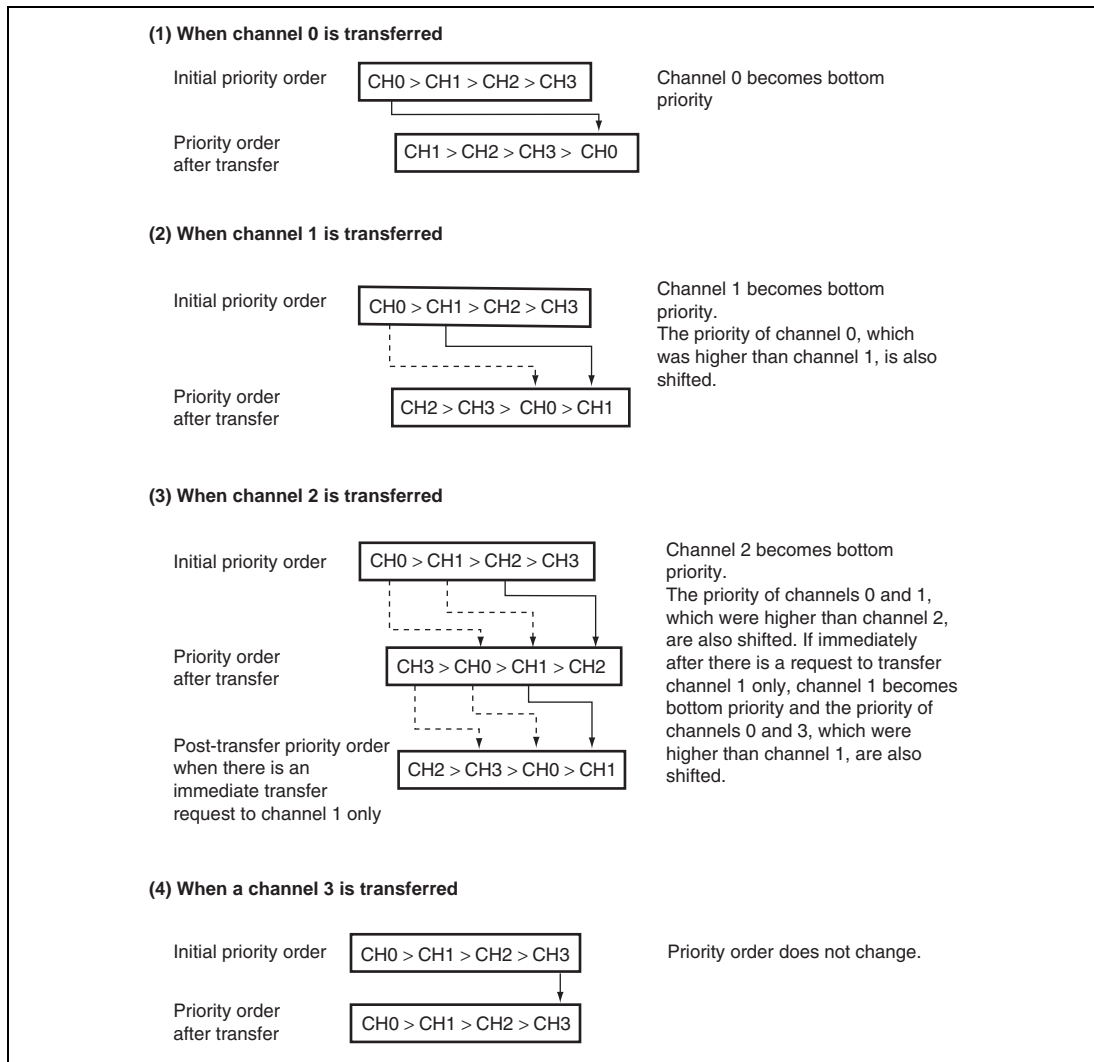 (1) When channel 0 is transferred
Initial priority order
CH0 > CH1 > CH2 > CH3
Channel 0 becomes bottom
priority
Priority order
after transfer
CH1 > CH2 > CH3 > CH0
(2) When channel 1 is transferred
Initial priority order
CH0 > CH1 > CH2 > CH3
Channel 1 becomes bottom
priority.
The priority of channel 0, which
was higher than channel 1, is also
shifted.
Priority order
after transfer
CH2 > CH3 > CH0 > CH1
(3) When channel 2 is transferred
Initial priority order
CH0 > CH1 > CH2 > CH3
Channel 2 becomes bottom
priority.
The priority of channels 0 and 1,
which were higher than channel 2,
are also shifted. If immediately
after there is a request to transfer
channel 1 only, channel 1 becomes
bottom priority and the priority of
channels 0 and 3, which were
higher than channel 1, are also
shifted.
Priority order
after transfer
CH3 > CH0 > CH1 > CH2
Post-transfer priority order
when there is an
immediate transfer
request to channel 1 only
CH2 > CH3 > CH0 > CH1
(4) When a channel 3 is transferred
Initial priority order
CH0 > CH1 > CH2 > CH3
Priority order does not change.
Priority order
after transfer
CH0 > CH1 > CH2 > CH3